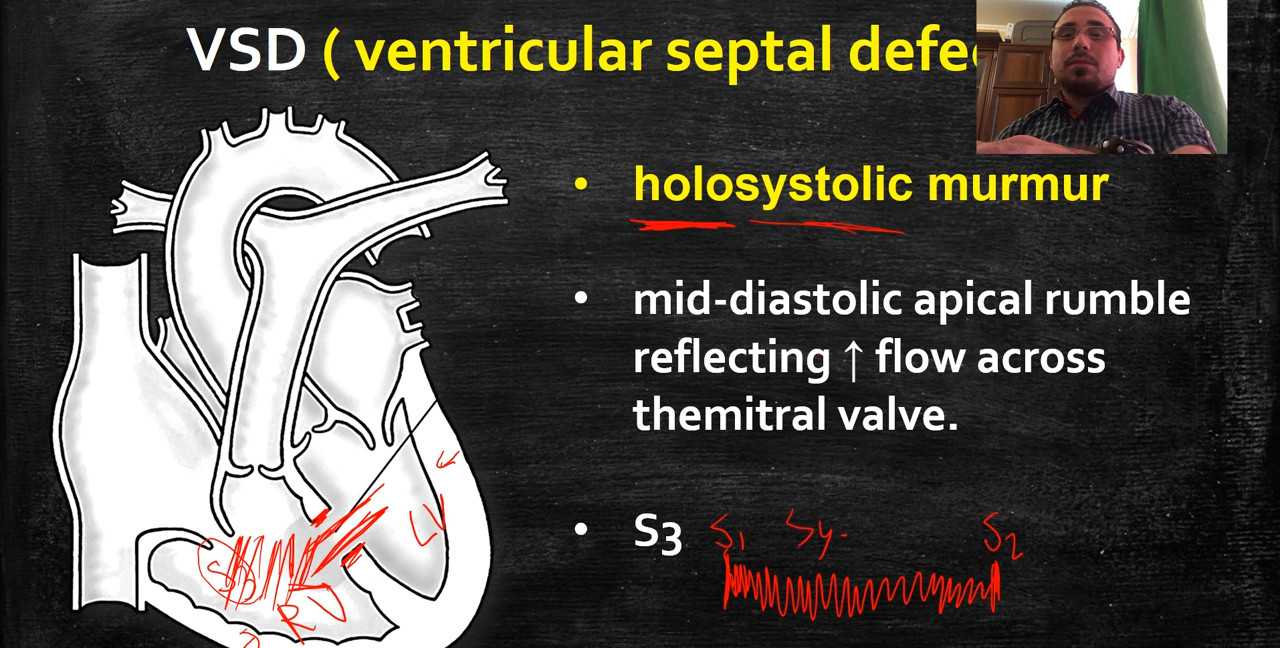 VSD ( ventricular septal defec
• holosystolic murmur
• mid-diastolic apical rumble
reflecting ↑ flow across
themitral valve.
• S3
S1 Sy- S2
LV
RV